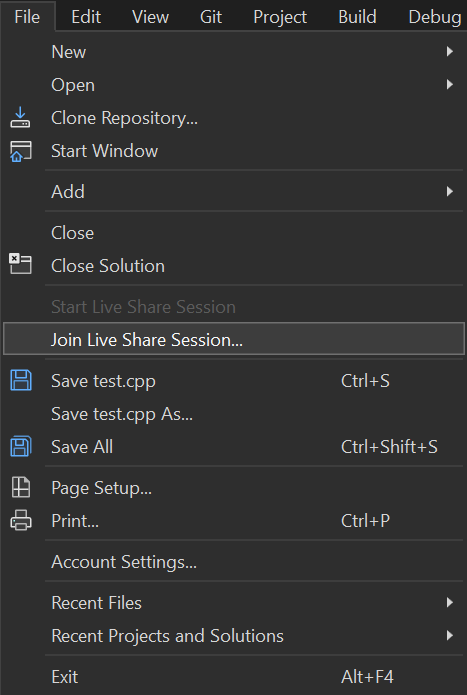 File Edit View Git Project Build Debug
New
Open
Clone Repository...
Start Window
Add
Close
Close Solution
Start Live Share Session
Join Live Share Session...
Save test.cpp Ctrl+S
Save test.cpp As...
Save All Ctrl+Shift+S
Page Setup...
Print... Ctrl+P
Account Settings...
Recent Files
Recent Projects and Solutions
Exit Alt+F4